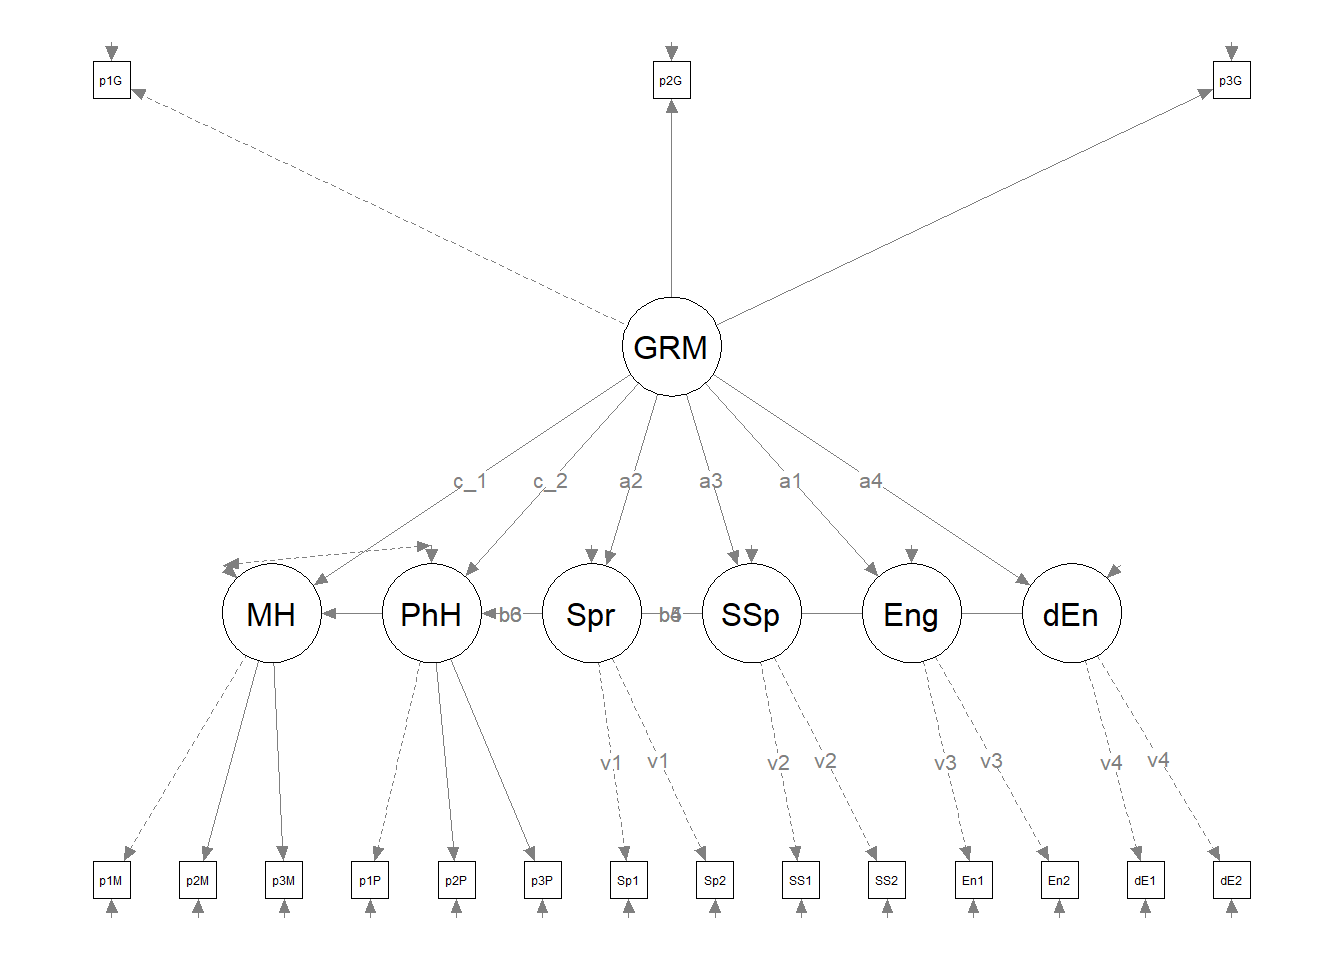 p1G p2G p3G
GRM
c_1 c_2 a2 a3 a1 a4
MH PhH Spr SSp Eng dEn
v1 v1 v2 v2 v3 v3 v4 v4
p1M p2M p3M p1P p2P p3P Sp1 Sp2 SS1 SS2 En1 En2 dE1 dE2